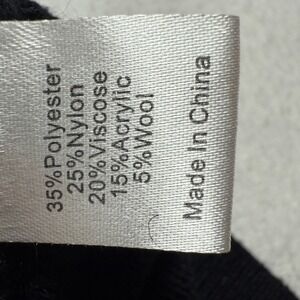 35%Polyester
25%Nylon
20%Viscose
15%Acrylic
5%Wool
Made In China